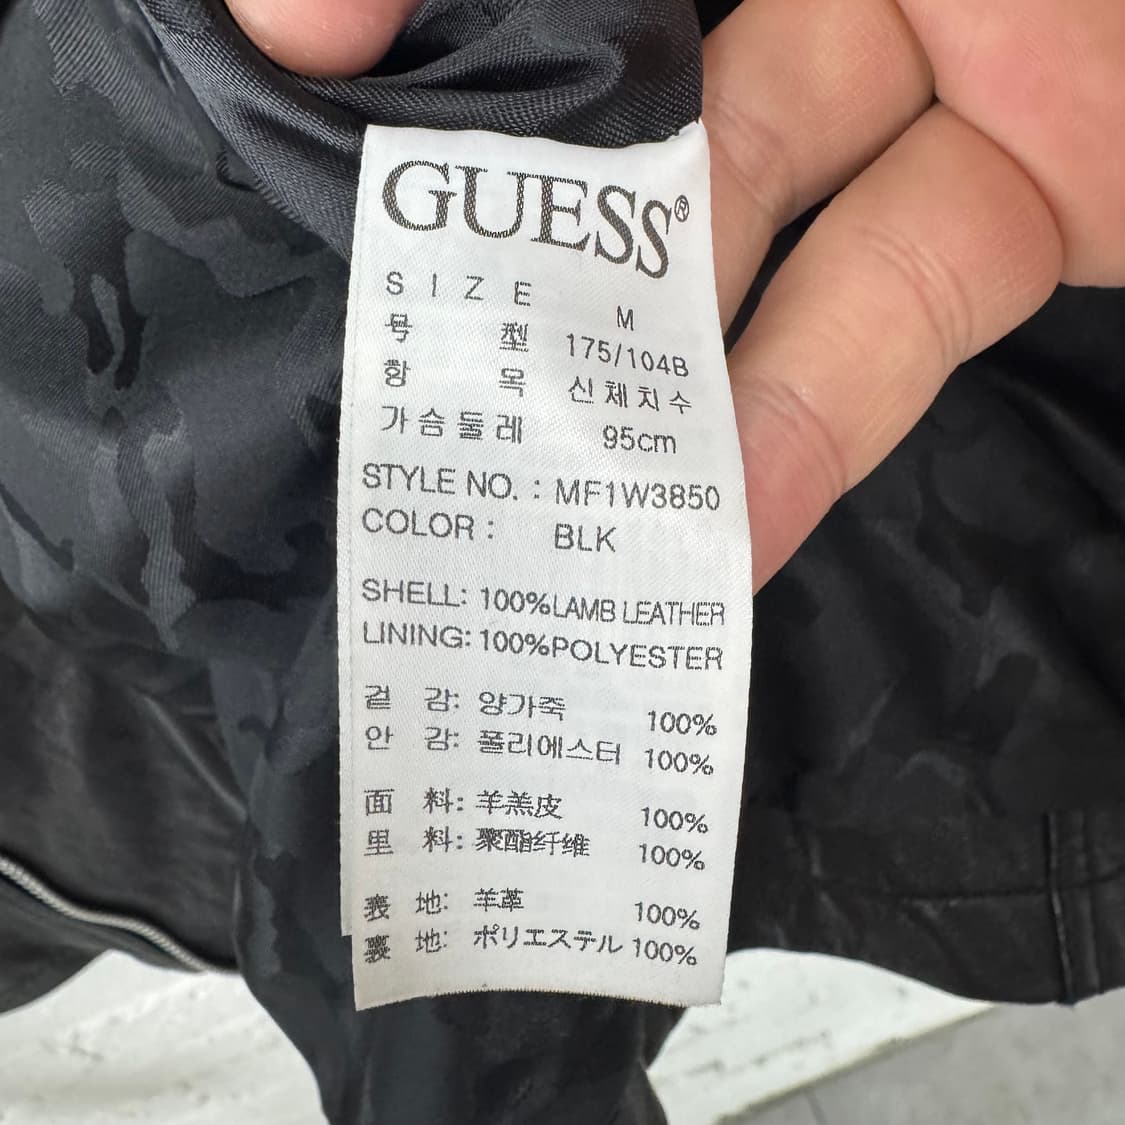 GUESS®
SIZE M
号型 175/104B
항목 신체치수
가슴둘레 95cm
STYLE NO. : MF1W3850
COLOR : BLK
SHELL: 100%LAMB LEATHER
LINING: 100%POLYESTER
겉감: 양가죽 100%
안감: 폴리에스터 100%
面料: 羊羔皮 100%
里料: 聚酯纤维 100%
表地: 羊革 100%
裏地: ポリエステル 100%